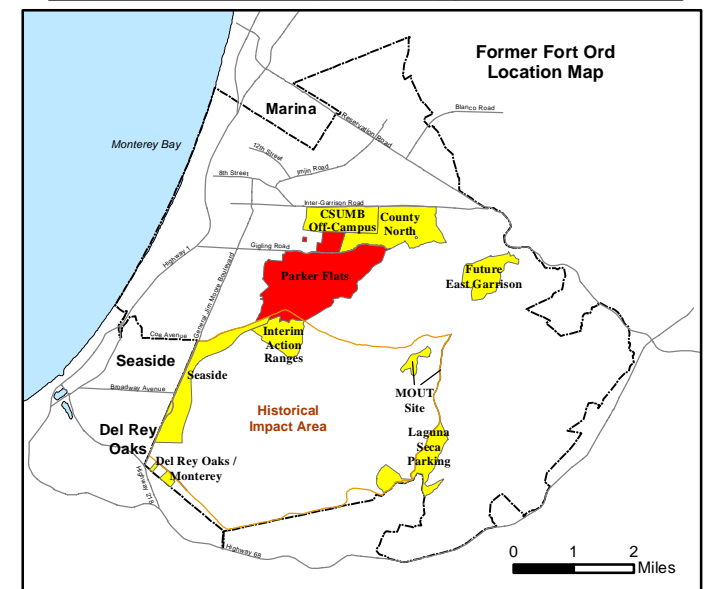 Former Fort Ord
Location Map
Marina
Blanco Road
Reservation Road
Monterey Bay
12th Street
Imjin Road
8th Street
Inter-Garrison Road
CSUMB
Off-Campus
County
North
Gigling Road
Highway 1
General Jim Moore Boulevard
Parker Flats
Future
East Garrison
Coe Avenue
Interim
Action
Ranges
Seaside
Seaside
Broadway Avenue
MOUT
Site
Historical
Impact Area
Del Rey
Oaks
Laguna
Seca
Parking
Del Rey Oaks /
Monterey
Highway 218
Highway 68
0 1 2
Miles